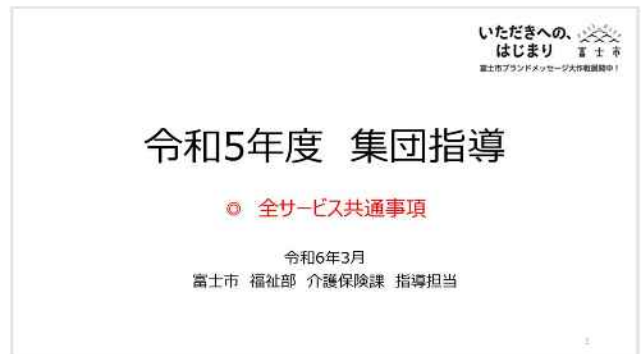 いただきへの、
はじまり 富士市
富士市ブランドメッセージ大作戦展開中！
令和5年度 集団指導
◎ 全サービス共通事項
令和6年3月
富士市 福祉部 介護保険課 指導担当
1